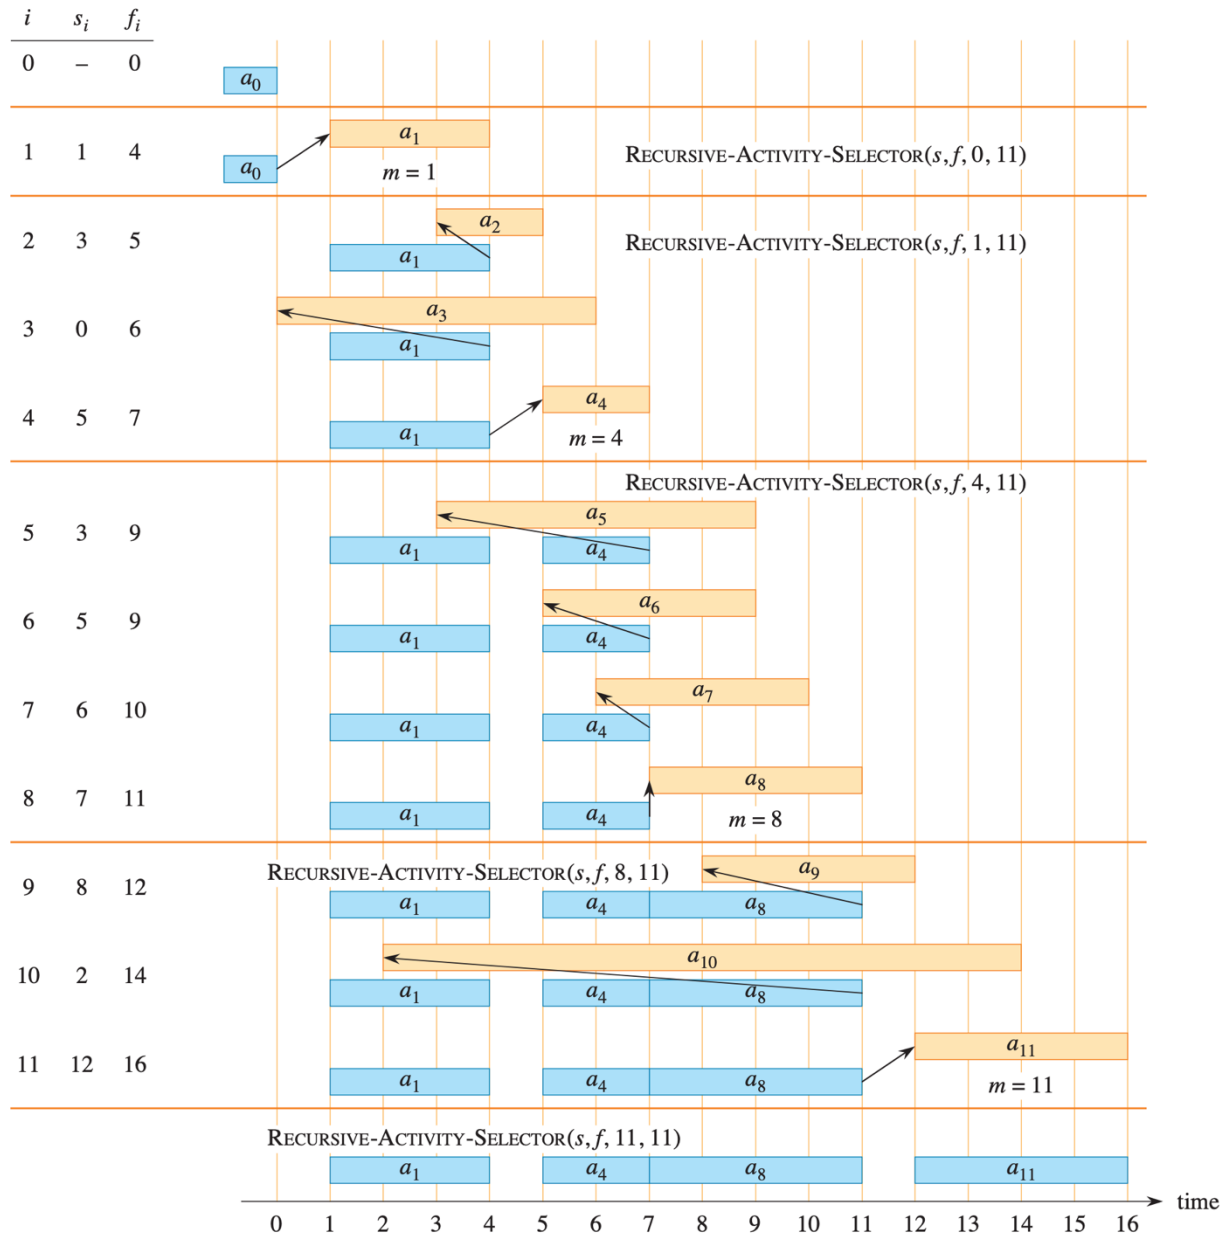 i s_i f_i
0 – 0
a_0
1 1 4
a_1
a_0
m = 1
RECURSIVE-ACTIVITY-SELECTOR(s, f, 0, 11)
2 3 5
a_2
a_1
RECURSIVE-ACTIVITY-SELECTOR(s, f, 1, 11)
3 0 6
a_3
a_1
4 5 7
a_4
a_1
m = 4
RECURSIVE-ACTIVITY-SELECTOR(s, f, 4, 11)
5 3 9
a_5
a_1 a_4
6 5 9
a_6
a_1 a_4
7 6 10
a_7
a_1 a_4
8 7 11
a_8
a_1 a_4
m = 8
RECURSIVE-ACTIVITY-SELECTOR(s, f, 8, 11)
9 8 12
a_9
a_1 a_4 a_8
10 2 14
a_10
a_1 a_4 a_8
11 12 16
a_11
a_1 a_4 a_8
m = 11
RECURSIVE-ACTIVITY-SELECTOR(s, f, 11, 11)
a_1 a_4 a_8 a_11
time
0 1 2 3 4 5 6 7 8 9 10 11 12 13 14 15 16